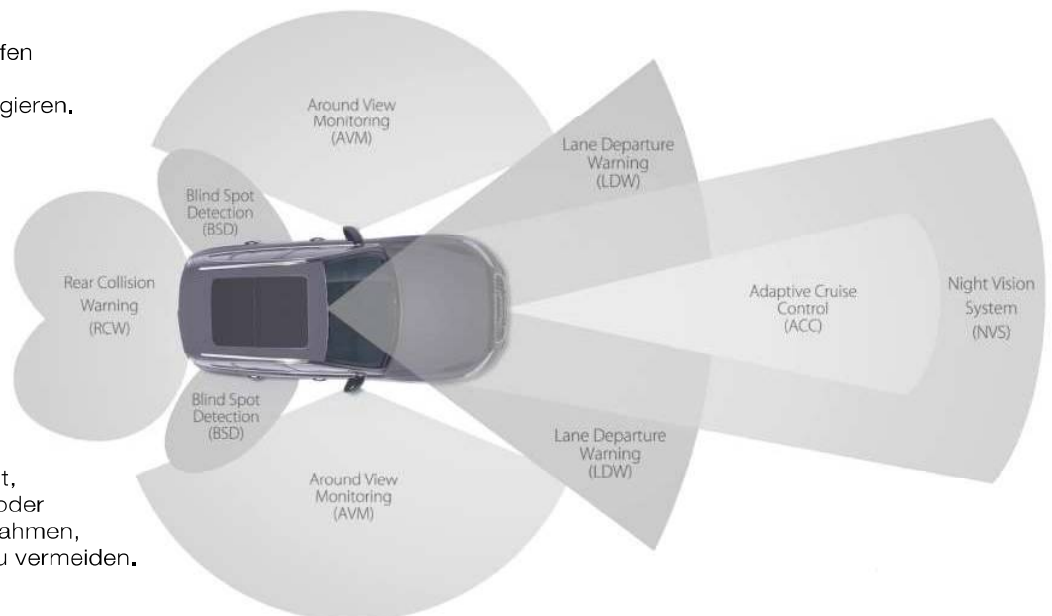 fen
gieren.
Around View
Monitoring
(AVM)
Lane Departure
Warning
(LDW)
Blind Spot
Detection
(BSD)
Rear Collision
Warning
(RCW)
Adaptive Cruise
Control
(ACC)
Night Vision
System
(NVS)
Blind Spot
Detection
(BSD)
Lane Departure
Warning
(LDW)
Around View
Monitoring
(AVM)
t,
oder
ahmen,
u vermeiden.